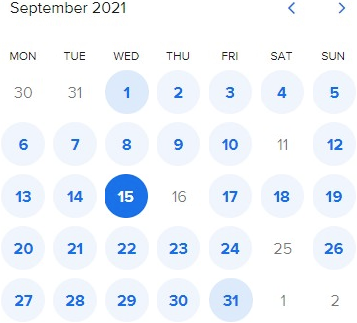 September 2021
MON TUE WED THU FRI SAT SUN
30 31 1 2 3 4 5
6 7 8 9 10 11 12
13 14 15 16 17 18 19
20 21 22 23 24 25 26
27 28 29 30 31 1 2